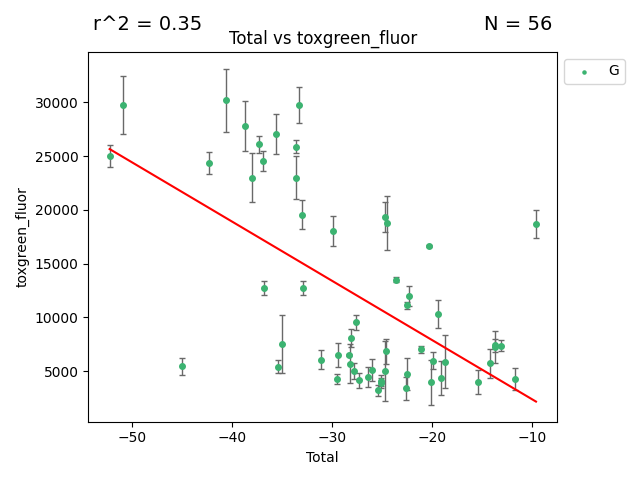 r^2 = 0.35
N = 56
Total vs toxgreen_fluor
G
30000
25000
20000
15000
10000
5000
toxgreen_fluor
−50
−40
−30
−20
−10
Total